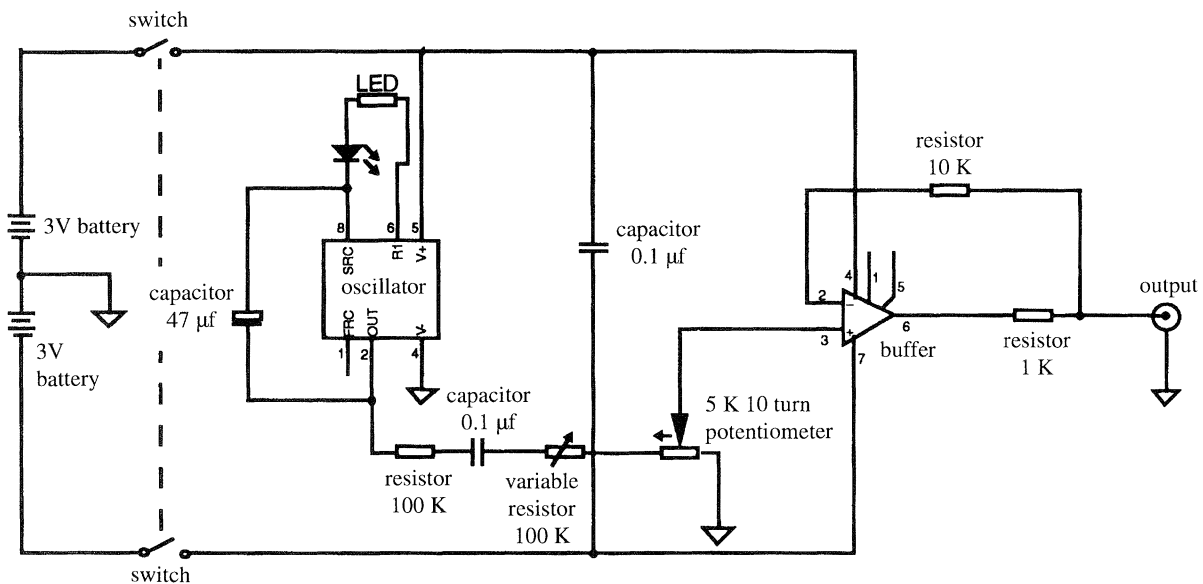 switch
LED
resistor
10 K
3V battery
8
6
5
SRC
R1
V+
oscillator
capacitor
0.1 µf
capacitor
47 µf
4
1
5
output
2
−
+
3
6
7
buffer
resistor
1 K
3V
battery
FRC
OUT
V-
1
2
4
capacitor
0.1 µf
5 K 10 turn
potentiometer
resistor
100 K
variable
resistor
100 K
switch